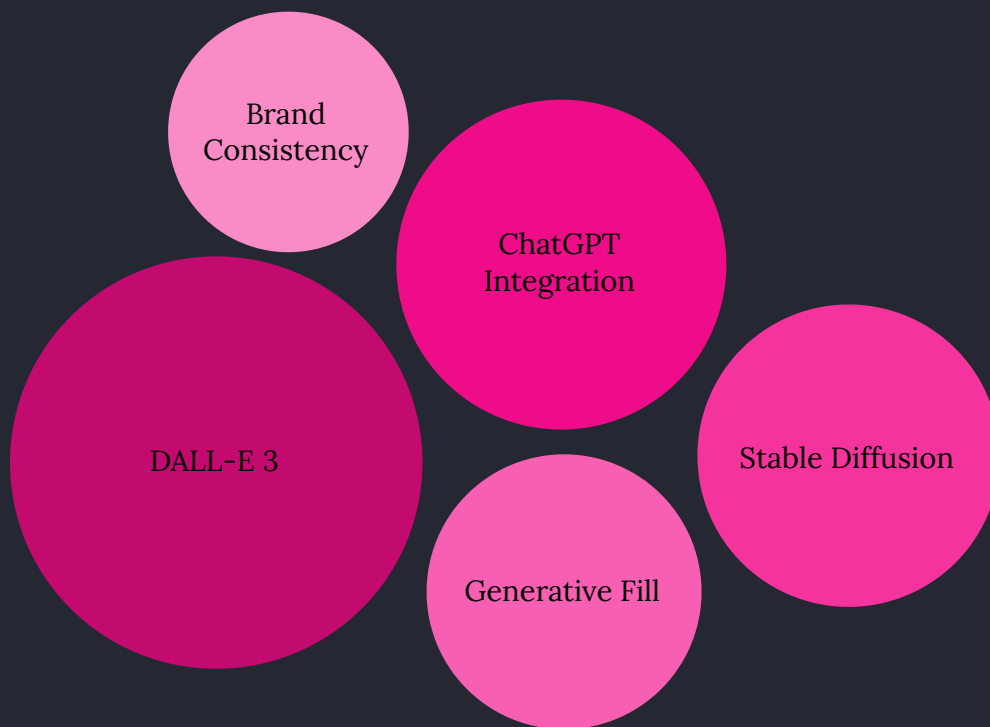 Brand
Consistency
ChatGPT
Integration
DALL-E 3
Stable Diffusion
Generative Fill